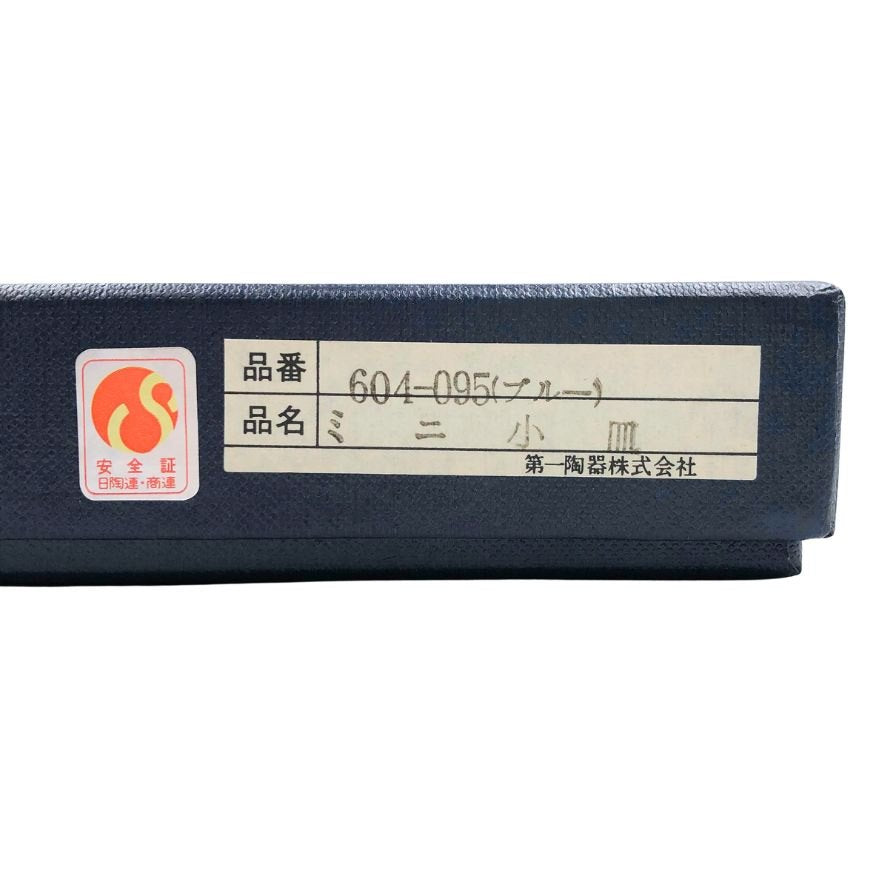 安全証
日陶連・商連
品番 604-095(ブルー)
品名 ミニ小皿
第一陶器株式会社